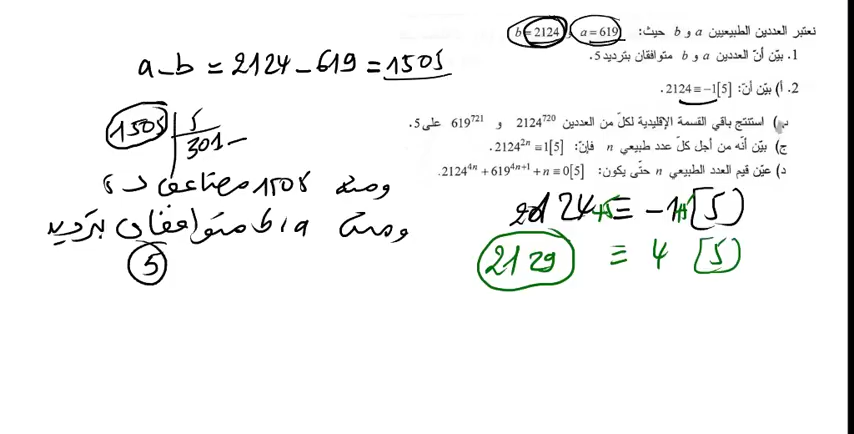 نعتبر العددين الطبيعيين a و b حيث: a = 619 و b = 2124
1. بيّن أنّ العددين a و b متوافقان بترديد 5.
2. أ) بيّن أن: 2124 ≡ −1[5].
ب) استنتج باقي القسمة الإقليدية لكلّ من العددين 2124^720 و 619^721 على 5.
ج) بيّن أنّه من أجل كلّ عدد طبيعي n فإنّ: 2124^2n ≡ 1[5].
د) عيّن قيم العدد الطبيعي n حتّى يكون: 2124^4n + 619^4n+1 + n ≡ 0[5].
a - b = 2124 - 619 = 1505
1505 | 5
301
ومنه 1505 مضاعف لـ 5
ومنه a، b متوافقان بترديد
5
2124+5 ≡ -1+5 [5]
2129 ≡ 4 [5]